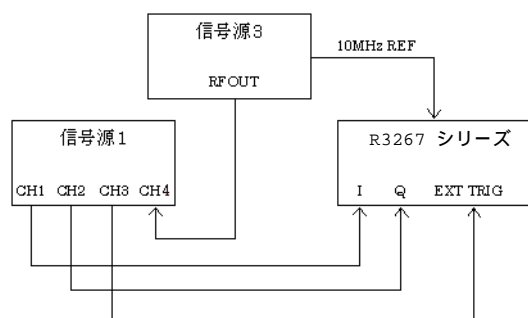 信号源3
10MHz REF
RFOUT
信号源1
R3267 シリーズ
CH1 CH2 CH3 CH4
I Q EXT TRIG